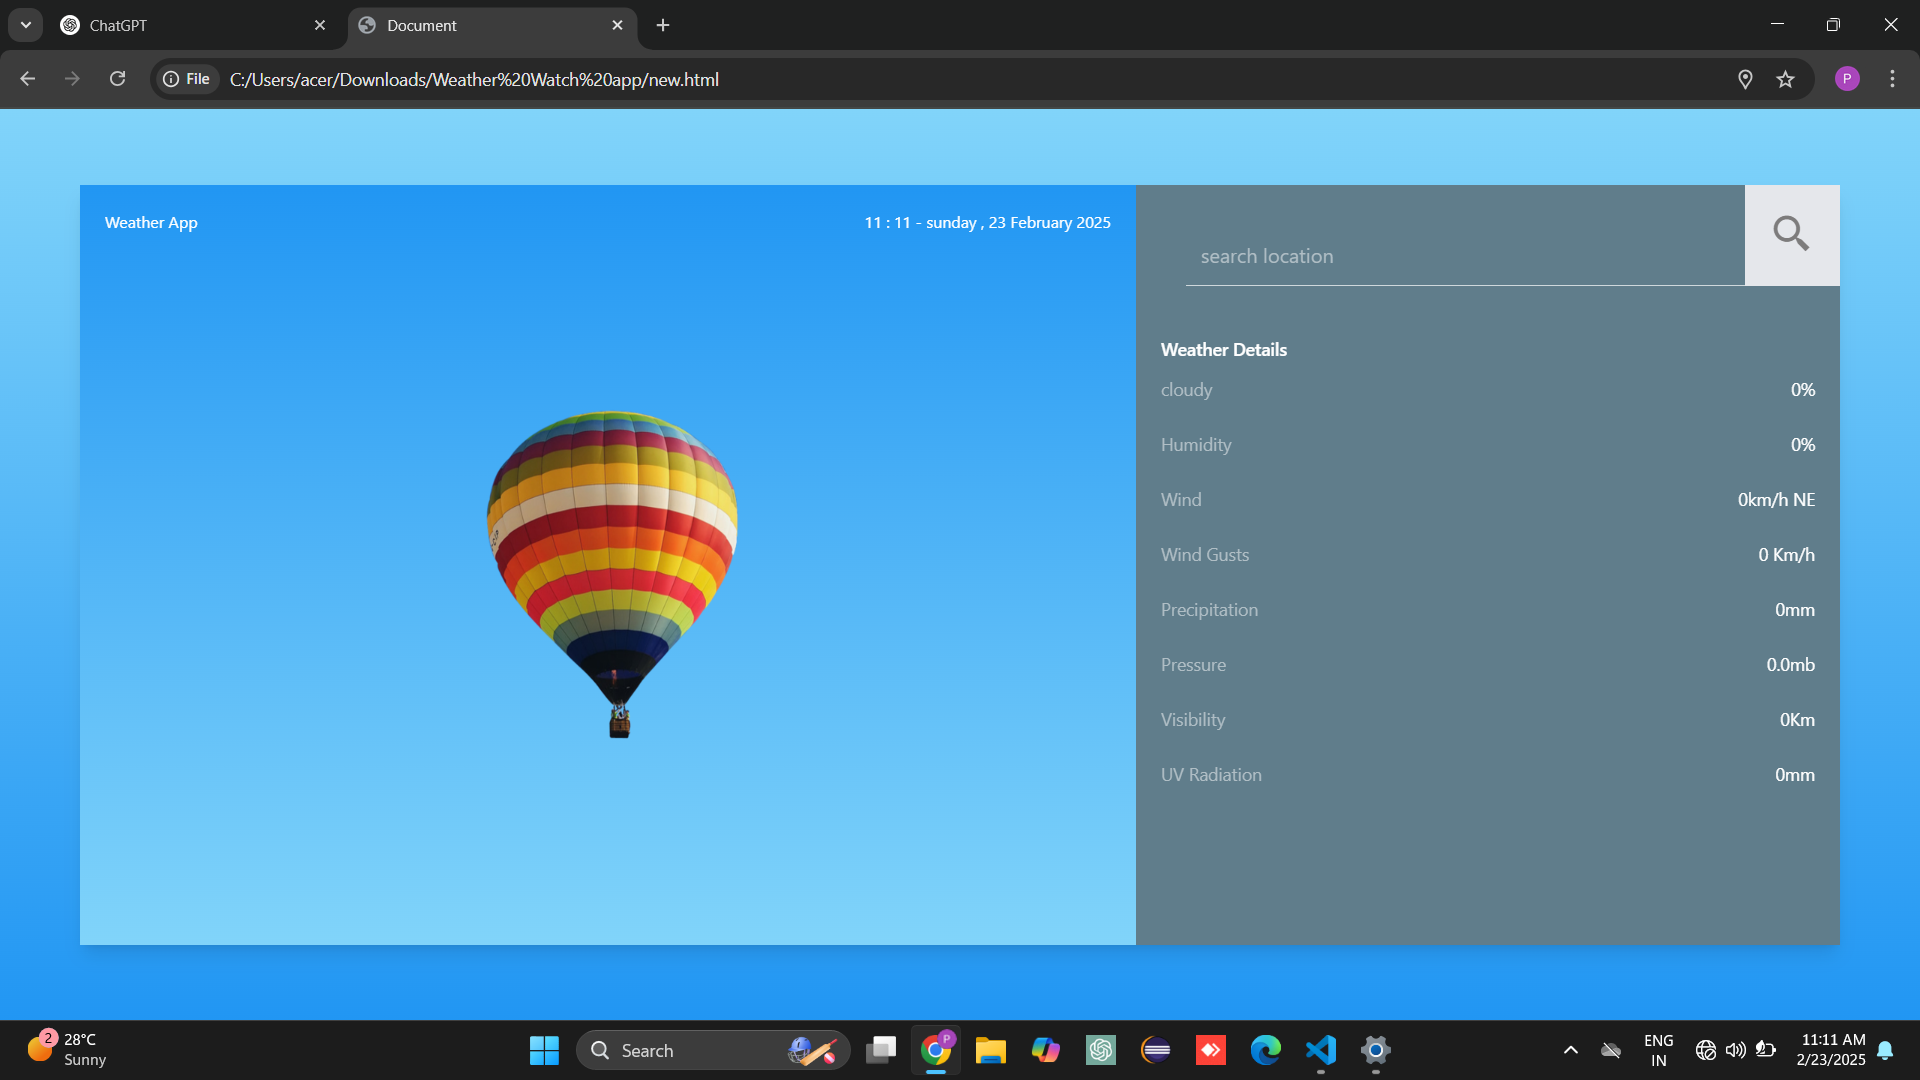 ChatGPT
Document
File
C:/Users/acer/Downloads/Weather%20Watch%20app/new.html
P
Weather App
11 : 11 - sunday , 23 February 2025
search location
Weather Details
cloudy 0%
Humidity 0%
Wind 0km/h NE
Wind Gusts 0 Km/h
Precipitation 0mm
Pressure 0.0mb
Visibility 0Km
UV Radiation 0mm
2
28°C
Sunny
Search
P
ENG
IN
11:11 AM
2/23/2025